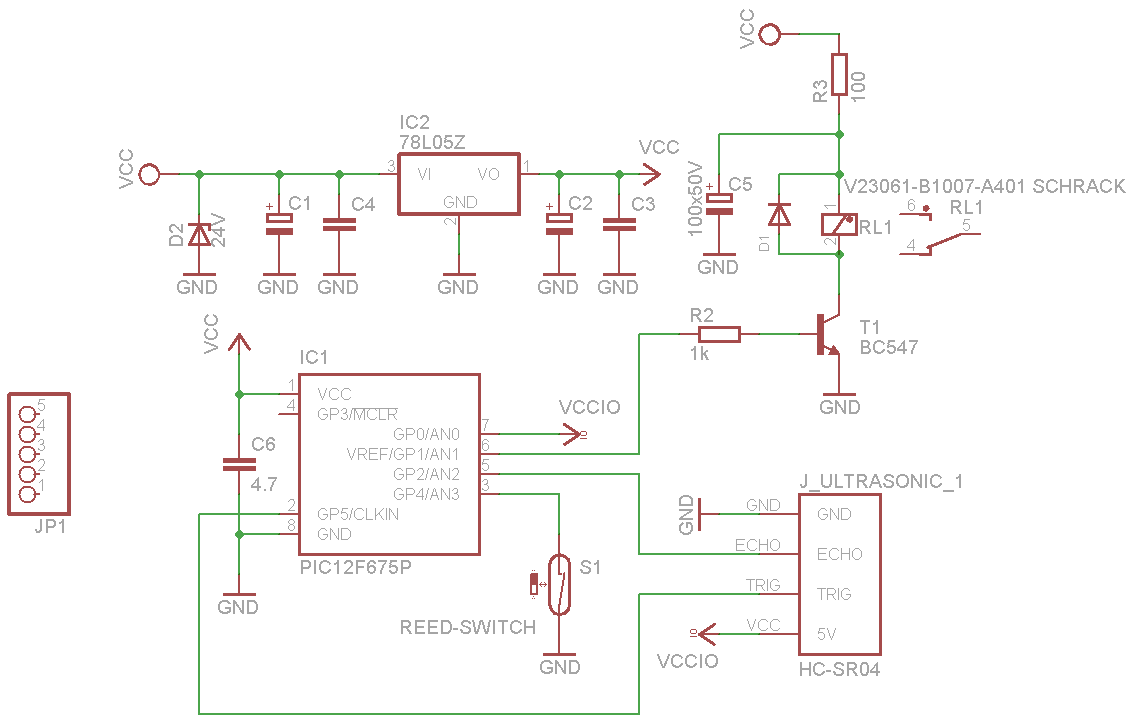 VCC
R3
100
IC2
78L05Z
VCC
3
VI
VO
1
GND
2
VCC
D2
24V
C1
+
C4
C2
+
C3
GND
GND
GND
GND
GND
GND
100x50V
+
C5
GND
V23061-B1007-A401 SCHRACK
D1
1
2
RL1
6
RL1
5
4
R2
1k
T1
BC547
GND
VCC
IC1
1
VCC
4
GP3/MCLR
GP0/AN0
7
VREF/GP1/AN1
6
GP2/AN2
5
GP4/AN3
3
2
GP5/CLKIN
8
GND
PIC12F675P
C6
4.7
GND
VCCIO
5
4
3
2
1
JP1
S1
REED-SWITCH
GND
J_ULTRASONIC_1
GND
GND
GND
ECHO
ECHO
TRIG
TRIG
VCC
5V
VCCIO
HC-SR04